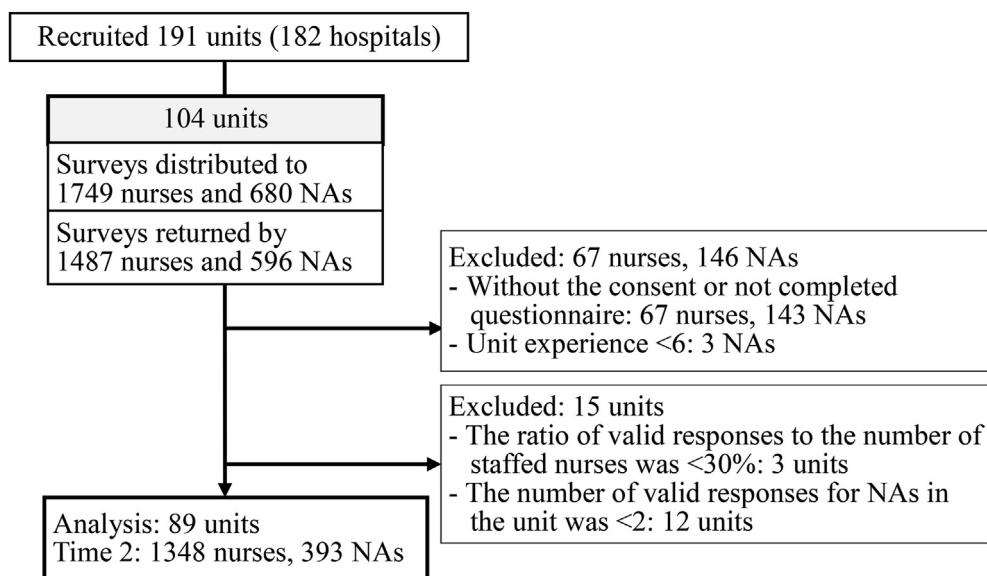 Recruited 191 units (182 hospitals)
104 units
Surveys distributed to
1749 nurses and 680 NAs
Surveys returned by
1487 nurses and 596 NAs
Excluded: 67 nurses, 146 NAs
- Without the consent or not completed
questionnaire: 67 nurses, 143 NAs
- Unit experience <6: 3 NAs
Excluded: 15 units
- The ratio of valid responses to the number of
staffed nurses was <30%: 3 units
- The number of valid responses for NAs in
the unit was <2: 12 units
Analysis: 89 units
Time 2: 1348 nurses, 393 NAs